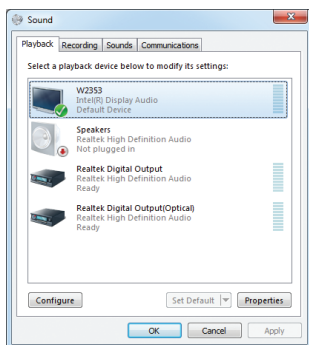 Sound
Playback Recording Sounds Communications
Select a playback device below to modify its settings:
W2353
Intel(R) Display Audio
Default Device
Speakers
Realtek High Definition Audio
Not plugged in
Realtek Digital Output
Realtek High Definition Audio
Ready
Realtek Digital Output(Optical)
Realtek High Definition Audio
Ready
Configure Set Default Properties
OK Cancel Apply